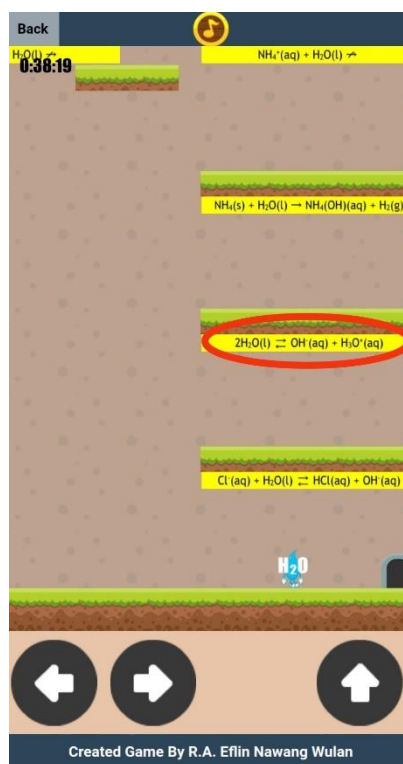 Back
H₂O(l) ↛
NH₄⁺(aq) + H₂O(l) ↛
0:38:19
NH₄(s) + H₂O(l) → NH₄(OH)(aq) + H₂(g)
2H₂O(l) ⇄ OH⁻(aq) + H₃O⁺(aq)
Cl⁻(aq) + H₂O(l) ⇄ HCl(aq) + OH⁻(aq)
H₂O
Created Game By R.A. Eflin Nawang Wulan